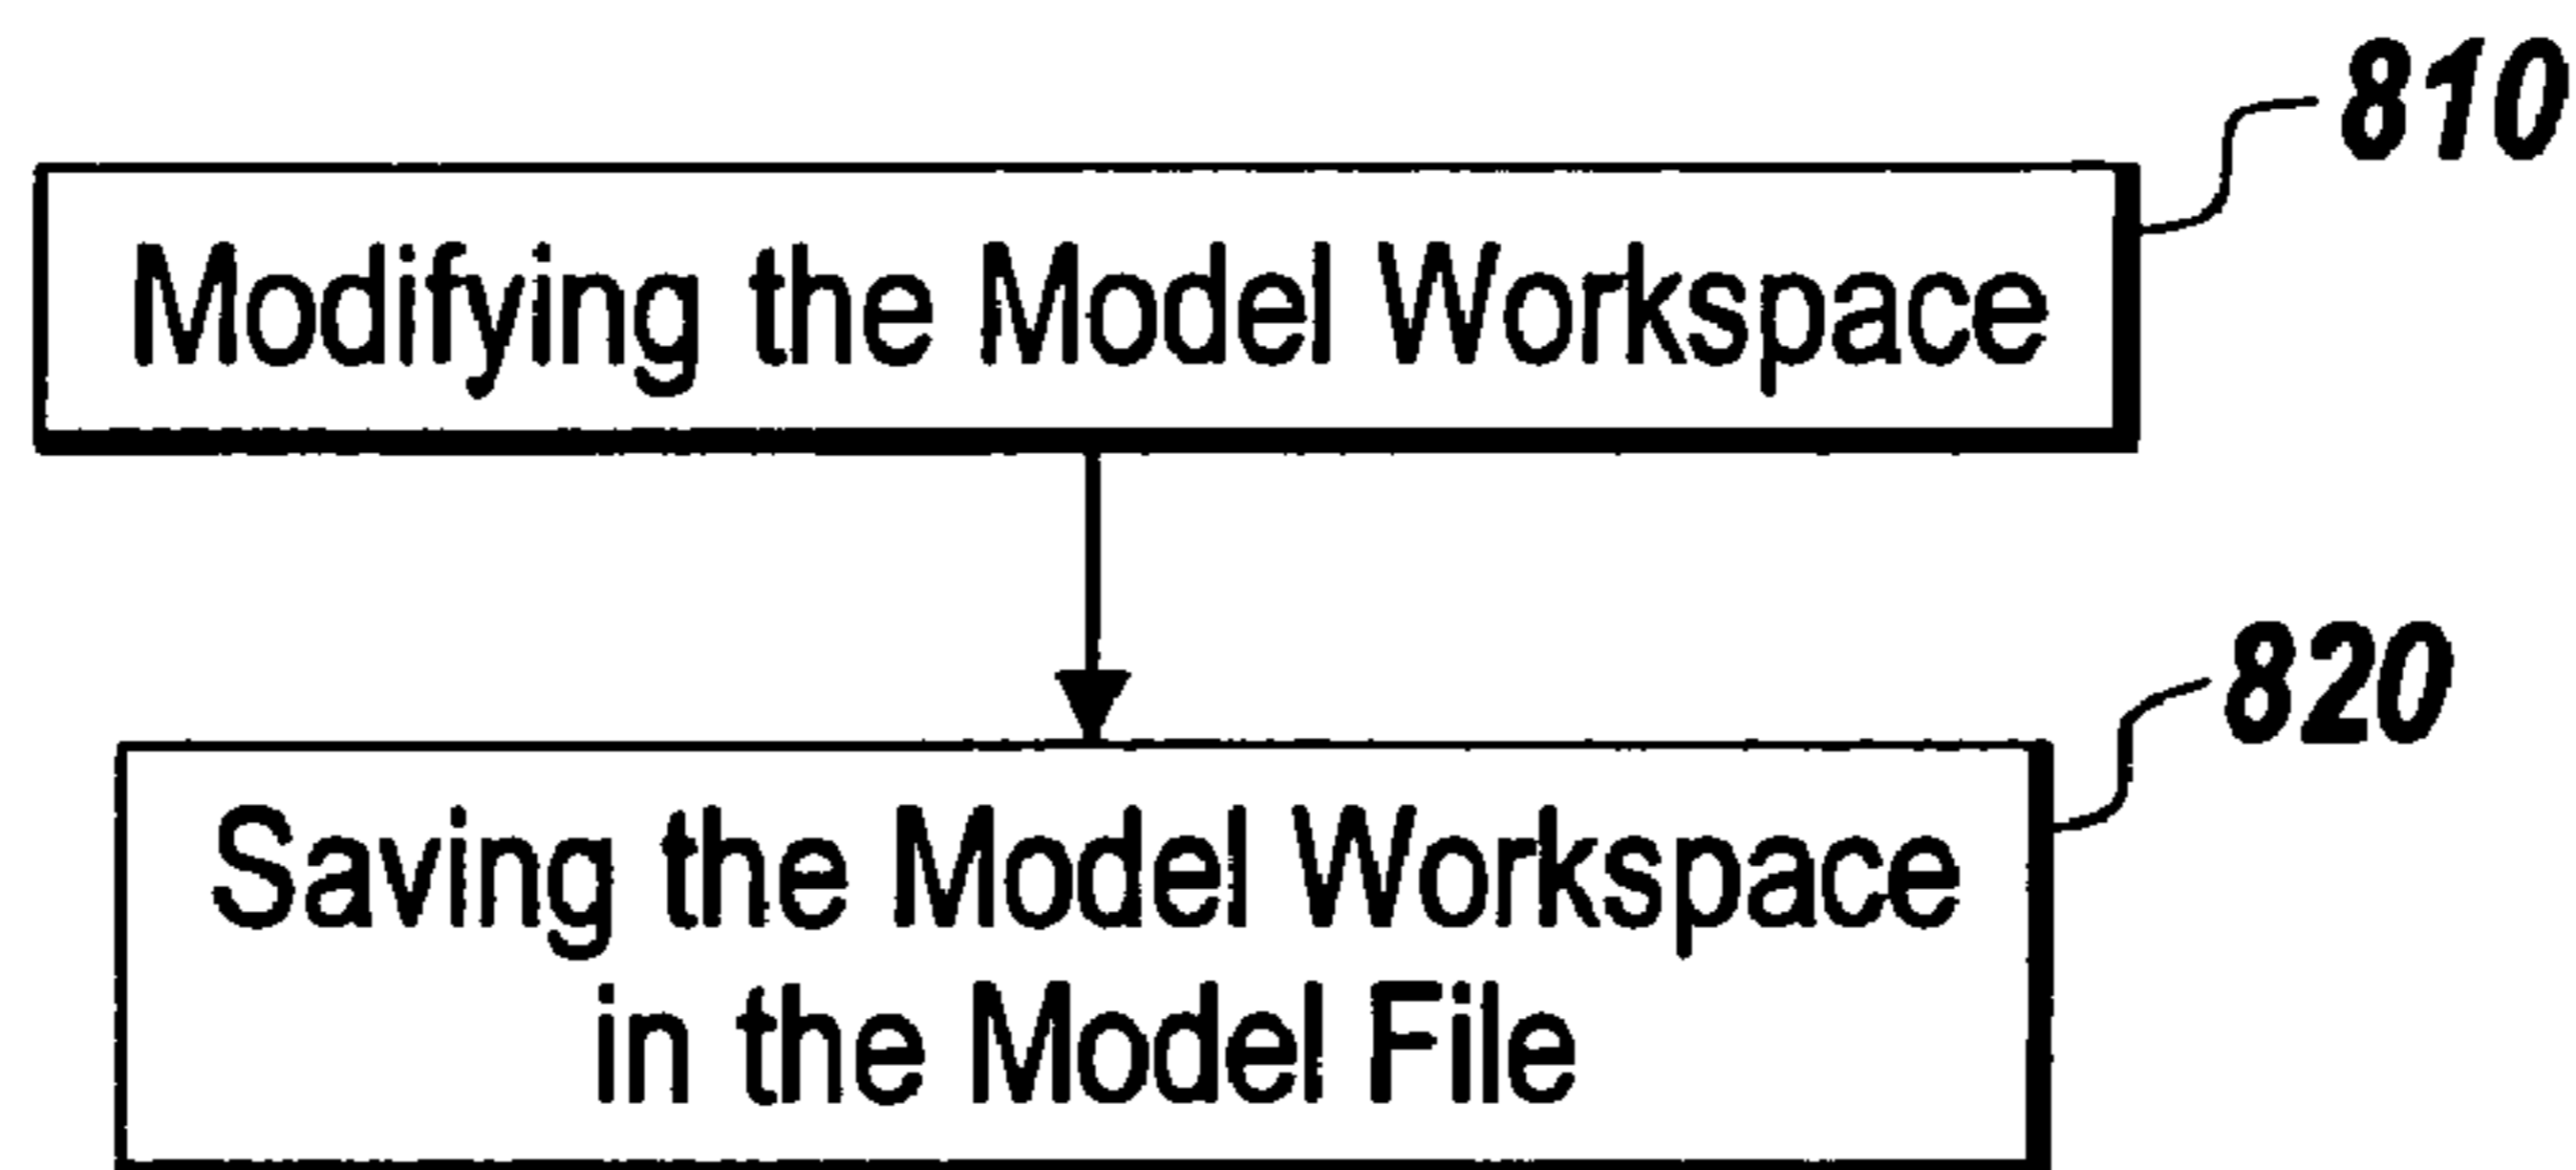 810
Modifying the Model Workspace
820
Saving the Model Workspace
in the Model File